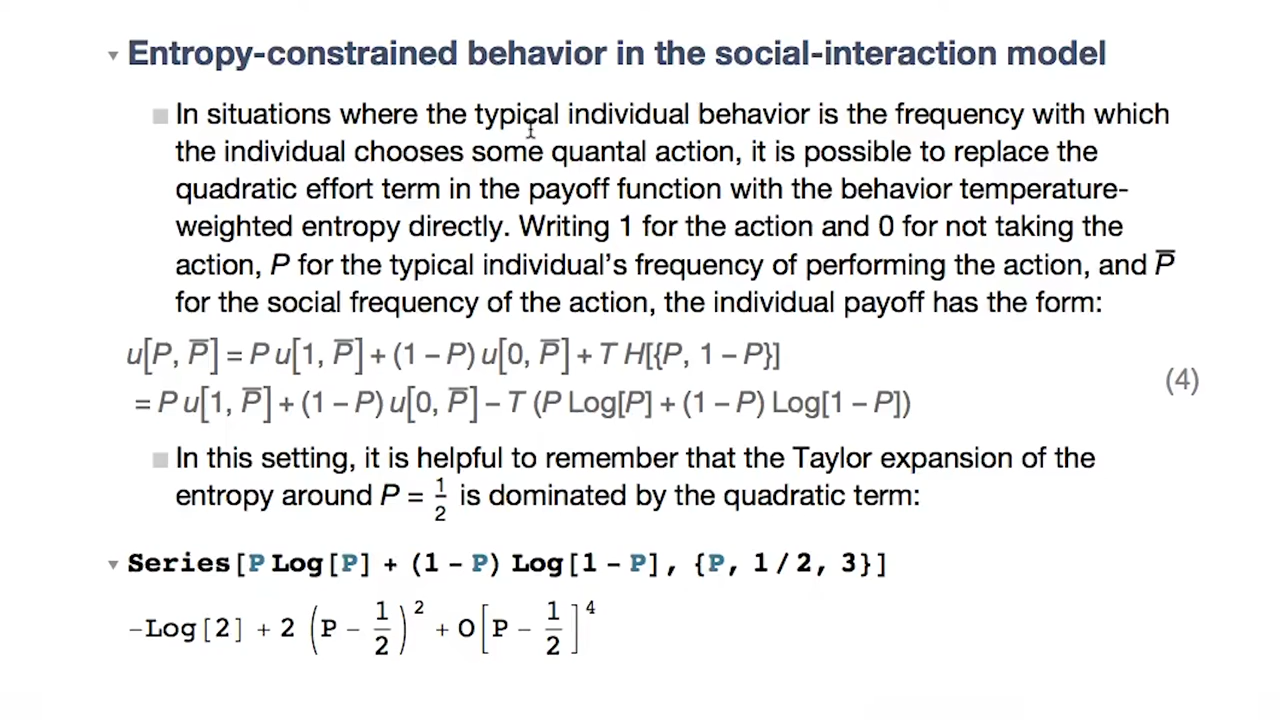 Entropy-constrained behavior in the social-interaction model
In situations where the typical individual behavior is the frequency with which
the individual chooses some quantal action, it is possible to replace the
quadratic effort term in the payoff function with the behavior temperature-
weighted entropy directly. Writing 1 for the action and 0 for not taking the
action, P for the typical individual's frequency of performing the action, and P̅
for the social frequency of the action, the individual payoff has the form:
u[P, P̅] = P u[1, P̅] + (1 – P) u[0, P̅] + T H[{P, 1 – P}]
= P u[1, P̅] + (1 – P) u[0, P̅] – T (P Log[P] + (1 – P) Log[1 – P])
(4)
In this setting, it is helpful to remember that the Taylor expansion of the
entropy around P = 1/2 is dominated by the quadratic term:
Series[P Log[P] + (1 - P) Log[1 - P], {P, 1 / 2, 3}]
-Log[2] + 2 (P - 1/2)^2 + O[P - 1/2]^4